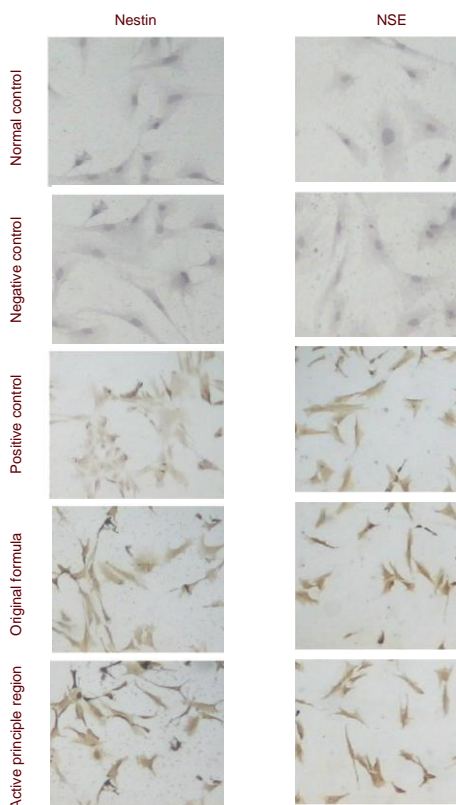 Nestin
NSE
Normal control
Negative control
Positive control
Original formula
Active principle region